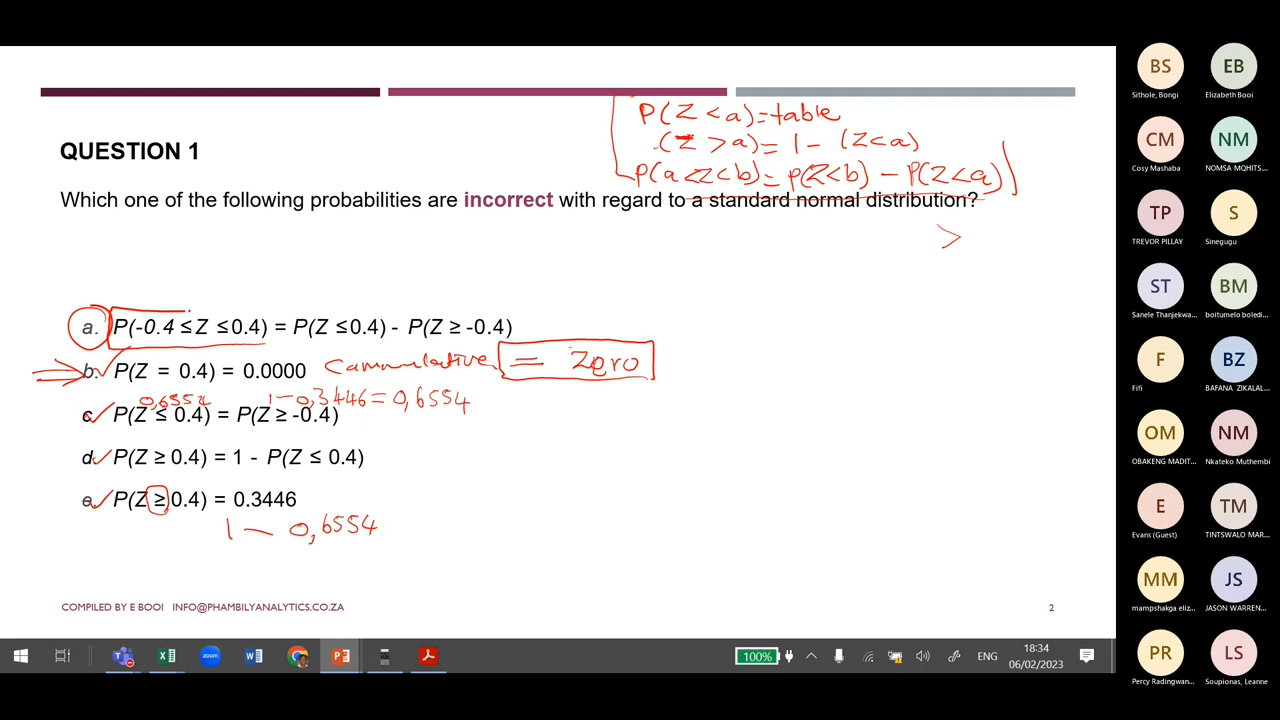 P(Z < a) = table
(Z > a) = 1 - (Z < a)
P(a < Z < b) = P(Z < b) - P(Z < a)
QUESTION 1
Which one of the following probabilities are incorrect with regard to a standard normal distribution?
>
a. P(-0.4 ≤ Z ≤ 0.4) = P(Z ≤ 0.4) - P(Z ≥ -0.4)
b. P(Z = 0.4) = 0.0000 Cammulative = Zero
0,6554 1 - 0,3446 = 0,6554
c. P(Z ≤ 0.4) = P(Z ≥ -0.4)
d. P(Z ≥ 0.4) = 1 - P(Z ≤ 0.4)
e. P(Z ≥ 0.4) = 0.3446
1 - 0,6554
COMPILED BY E BOOI INFO@PHAMBILYANALYTICS.CO.ZA
2
BS EB
Sithole, Bongi Elizabeth Booi
CM NM
Cosy Mashaba NOMSA MQHITS...
TP S
TREVOR PILLAY Sinegugu
ST BM
Sanele Thanjekwa... boitumelo boledi...
F BZ
Fifi BAFANA ZIKALAL...
OM NM
OBAKENG MADIT... Nkateko Muthembi
E TM
Evans (Guest) TINTSWALO MAR...
MM JS
mampshakga eliz... JASON WARREN...
PR LS
Percy Radingwan... Soupionas, Leanne
zoom
100% ENG 18:34
06/02/2023